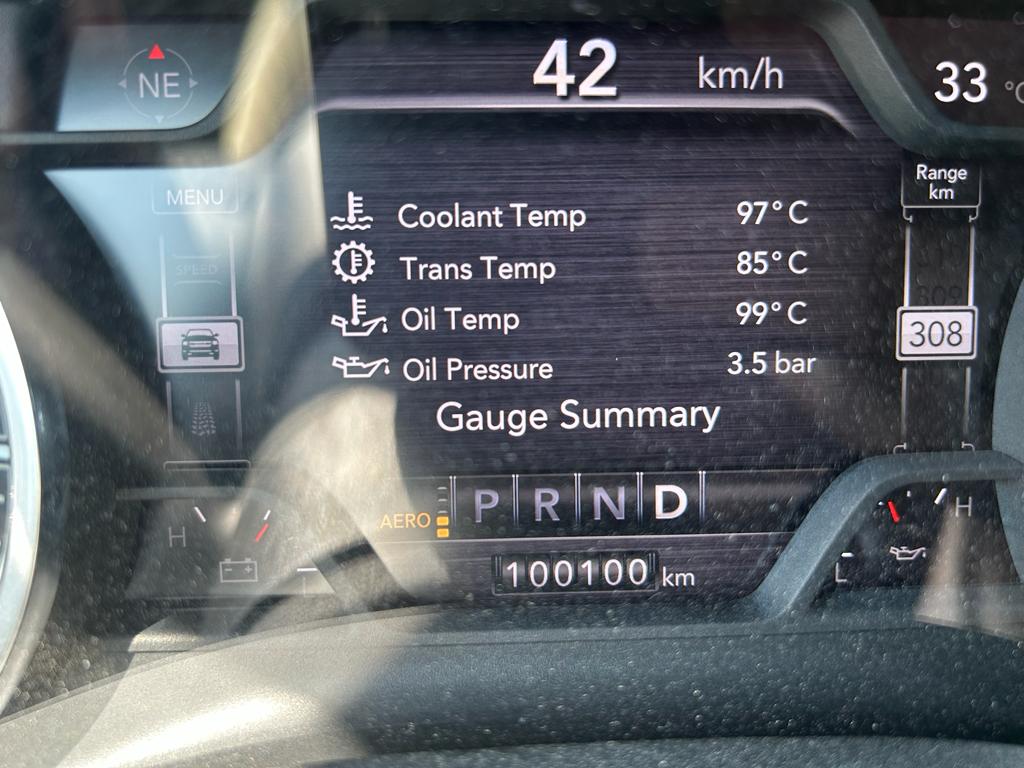 NE
42 km/h
33 °C
MENU
Range
km
SPEED
Coolant Temp 97°C
Trans Temp 85°C
Oil Temp 99°C
308
Oil Pressure 3.5 bar
Gauge Summary
AERO
P R N D
H
H
L
100100 km